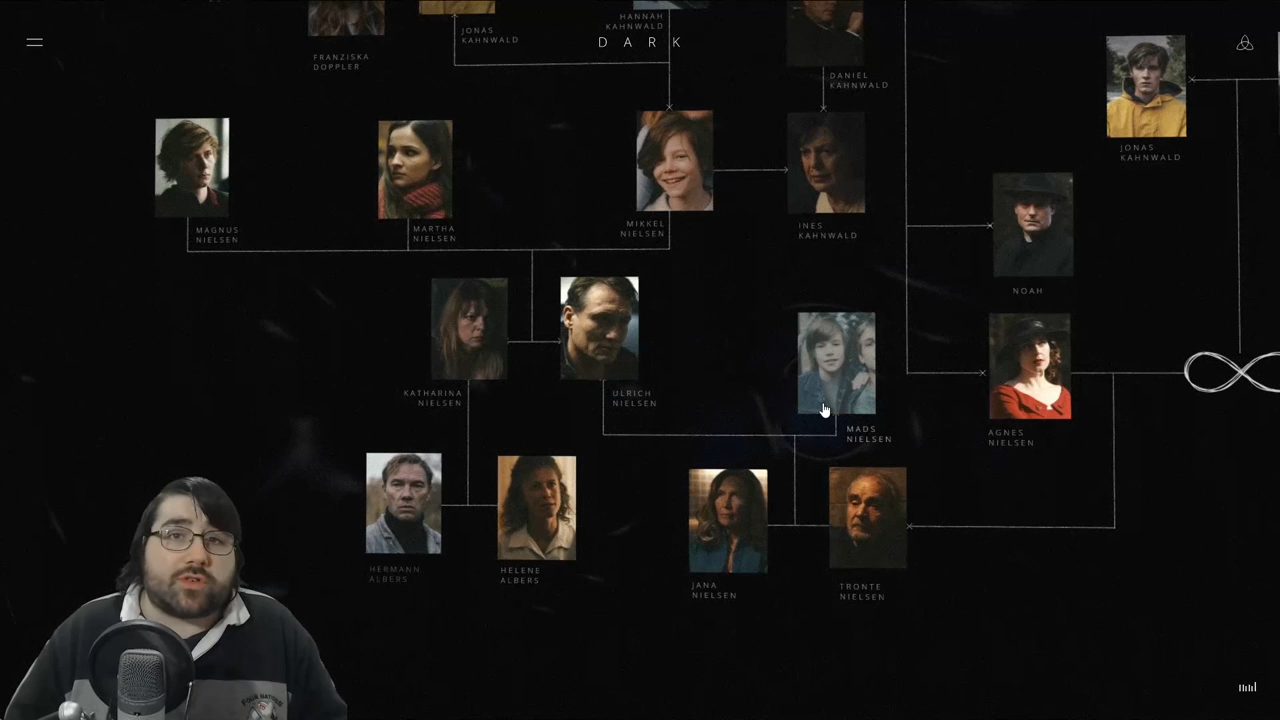 HANNAH
KAHNWALD
JONAS
KAHNWALD
D A R K
FRANZISKA
DOPPLER
DANIEL
KAHNWALD
JONAS
KAHNWALD
MAGNUS
NIELSEN
MARTHA
NIELSEN
MIKKEL
NIELSEN
INES
KAHNWALD
NOAH
KATHARINA
NIELSEN
ULRICH
NIELSEN
MADS
NIELSEN
AGNES
NIELSEN
HERMANN
ALBERS
HELENE
ALBERS
JANA
NIELSEN
TRONTE
NIELSEN